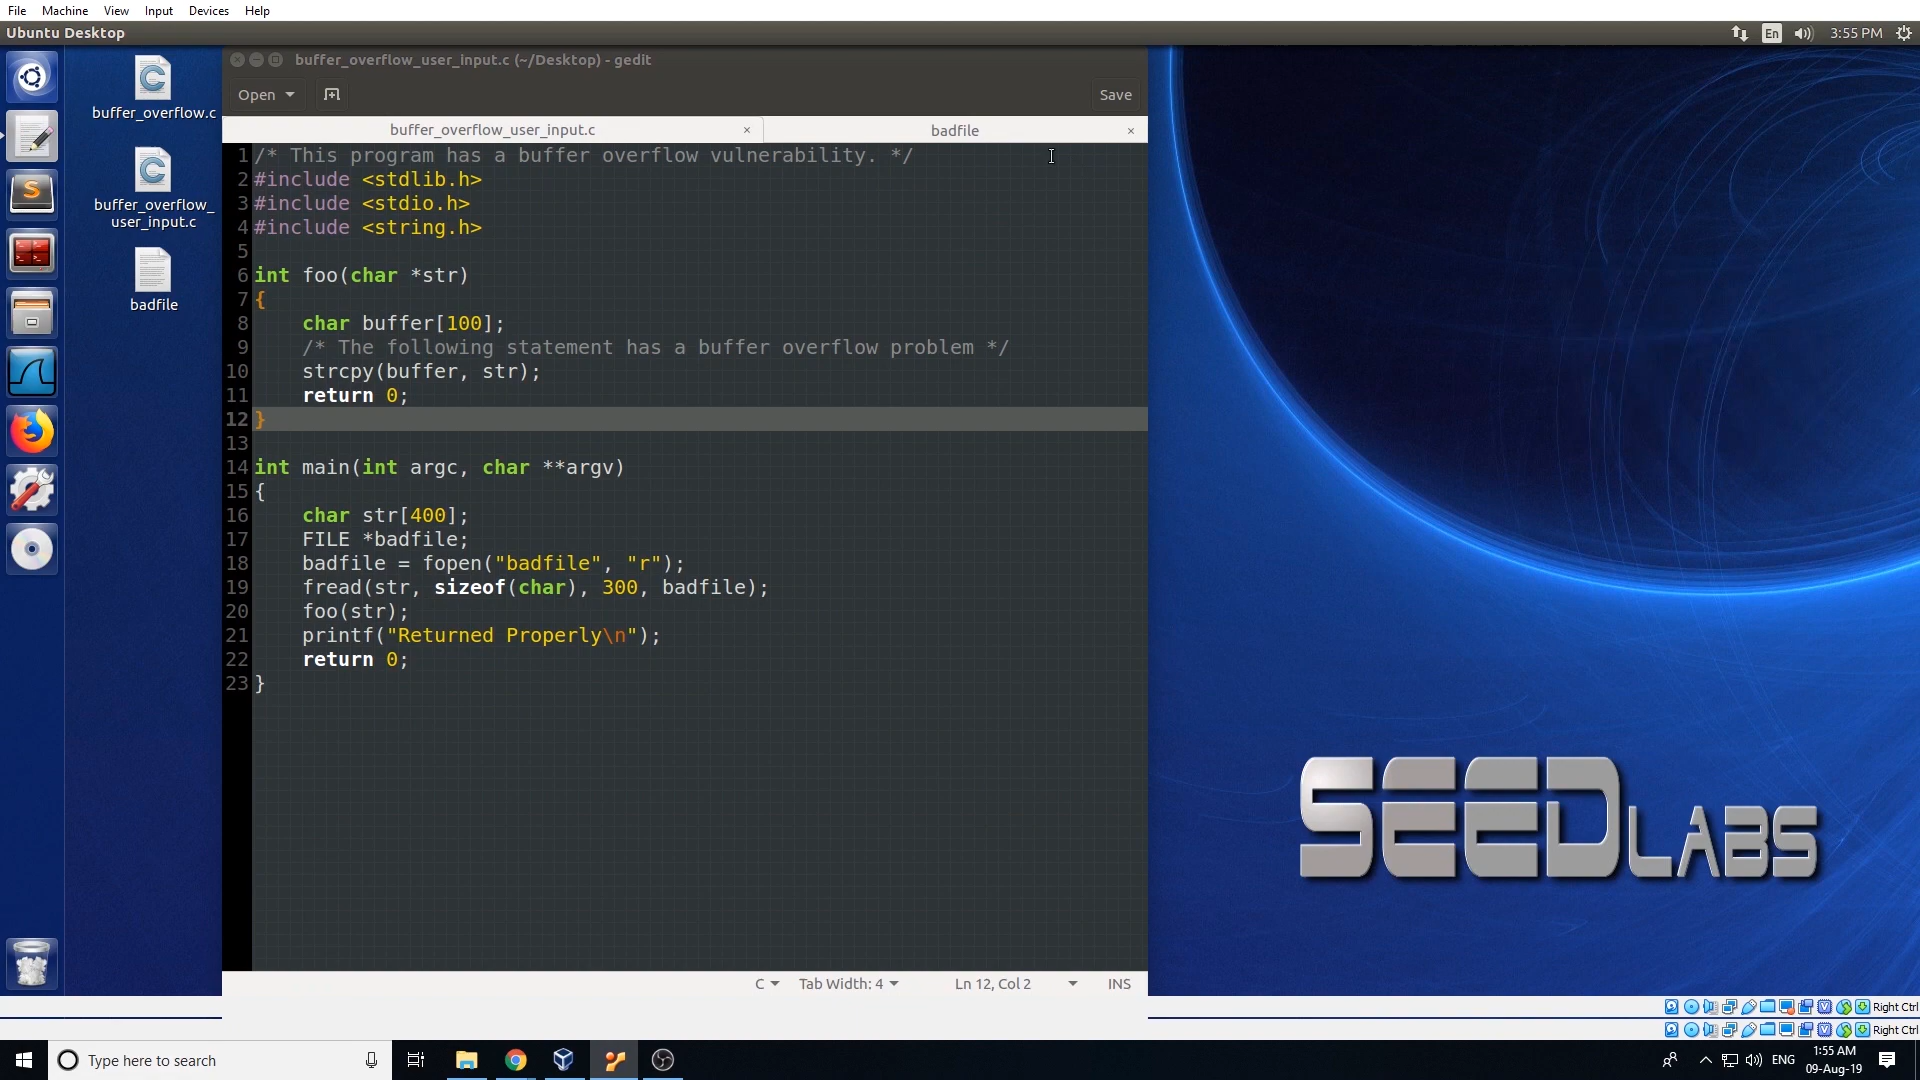 File Machine View Input Devices Help
Ubuntu Desktop
En 3:55 PM
buffer_overflow.c
buffer_overflow_
user_input.c
badfile
buffer_overflow_user_input.c (~/Desktop) - gedit
Open Save
buffer_overflow_user_input.c × badfile ×
1 /* This program has a buffer overflow vulnerability. */
2 #include <stdlib.h>
3 #include <stdio.h>
4 #include <string.h>
5
6 int foo(char *str)
7 {
8     char buffer[100];
9     /* The following statement has a buffer overflow problem */
10     strcpy(buffer, str);
11     return 0;
12 }
13
14 int main(int argc, char **argv)
15 {
16     char str[400];
17     FILE *badfile;
18     badfile = fopen("badfile", "r");
19     fread(str, sizeof(char), 300, badfile);
20     foo(str);
21     printf("Returned Properly\n");
22     return 0;
23 }
C Tab Width: 4 Ln 12, Col 2 INS
SEEDLABS
Right Ctrl
Right Ctrl
Type here to search
ENG 1:55 AM
09-Aug-19